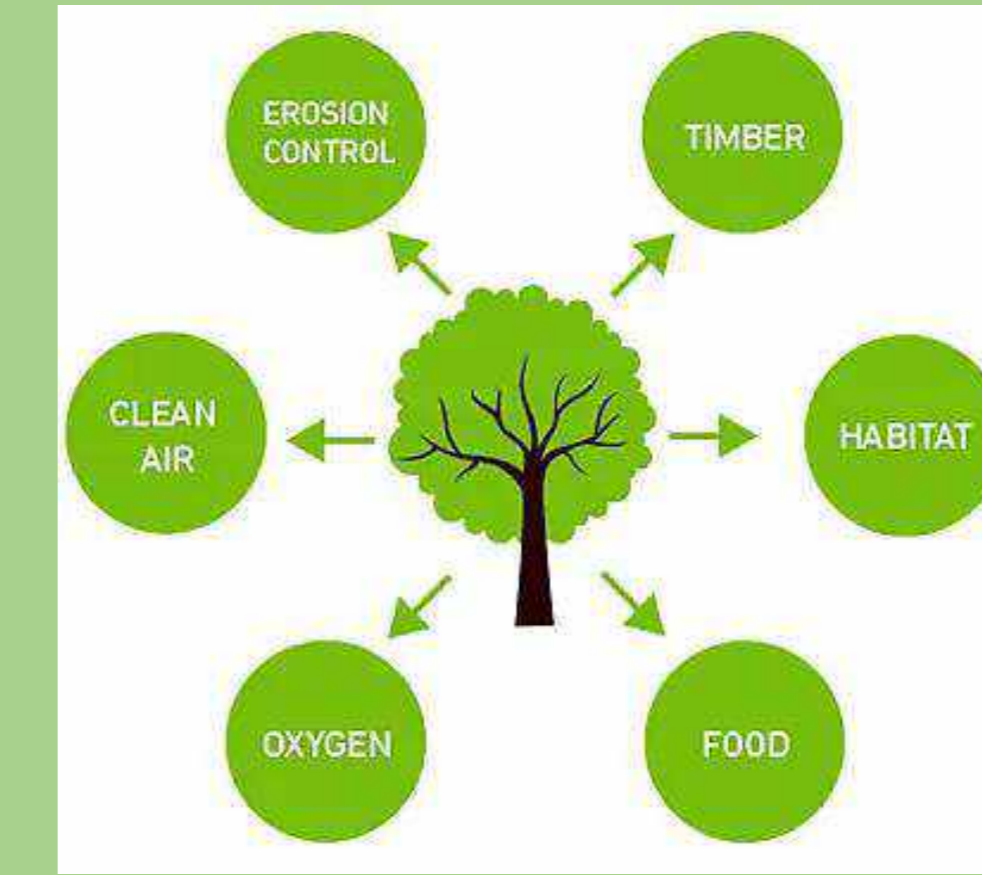 EROSION
CONTROL
TIMBER
CLEAN
AIR
HABITAT
OXYGEN
FOOD